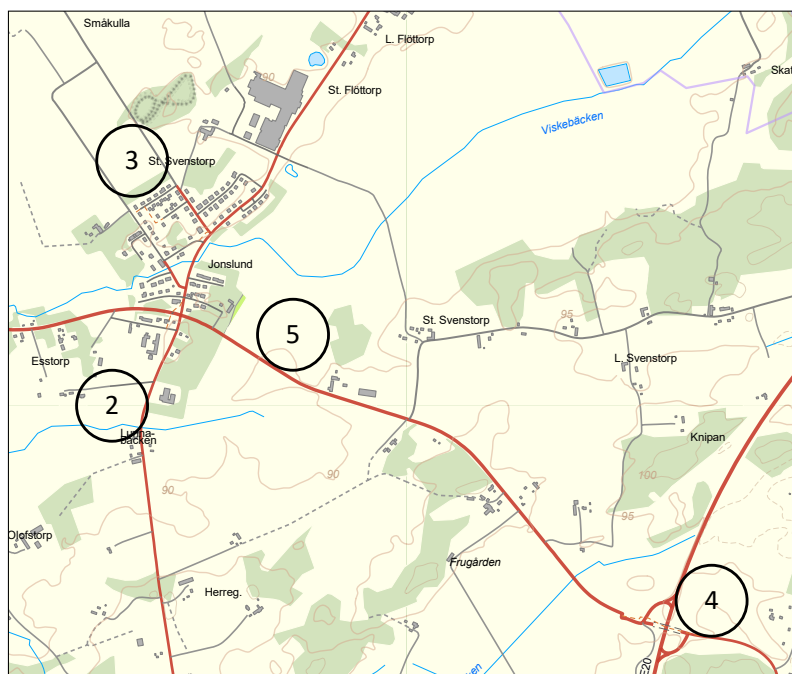 Småkulla
L. Flöttorp
90
St. Flöttorp
Skat
Viskebäcken
3
St. Svenstorp
Jonslund
5
95
St. Svenstorp
Esstorp
L. Svenstorp
2
Lunna-
bäcken
Knipan
90
90
100
95
Olofstorp
Frugården
Herreg.
4
E20